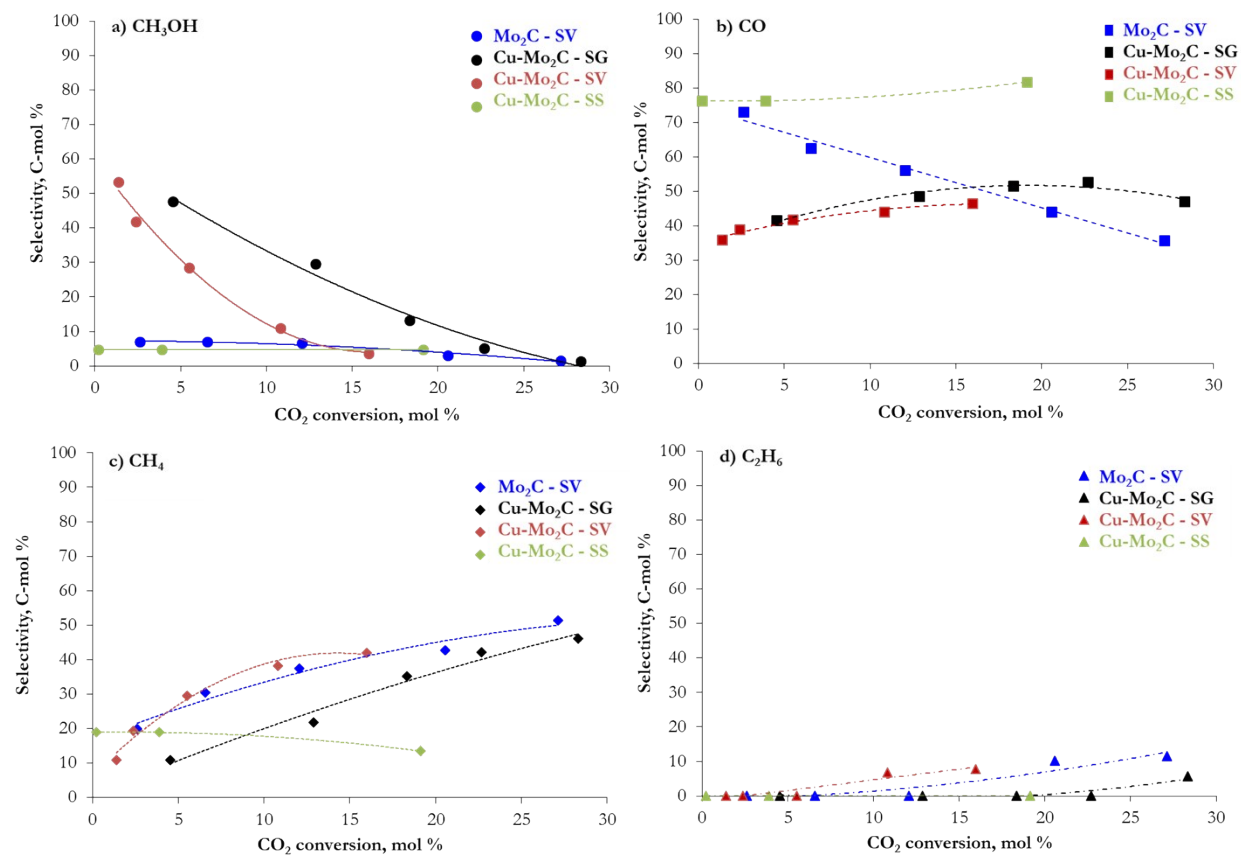 a) CH₃OH
Mo₂C - SV
Cu-Mo₂C - SG
Cu-Mo₂C - SV
Cu-Mo₂C - SS
Selectivity, C-mol %
100
90
80
70
60
50
40
30
20
10
0
0 5 10 15 20 25 30
CO₂ conversion, mol %
b) CO
Mo₂C - SV
Cu-Mo₂C - SG
Cu-Mo₂C - SV
Cu-Mo₂C - SS
Selectivity, C-mol %
100
90
80
70
60
50
40
30
20
10
0
0 5 10 15 20 25 30
CO₂ conversion, mol %
c) CH₄
Mo₂C - SV
Cu-Mo₂C - SG
Cu-Mo₂C - SV
Cu-Mo₂C - SS
Selectivity, C-mol %
100
90
80
70
60
50
40
30
20
10
0
0 5 10 15 20 25 30
CO₂ conversion, mol %
d) C₂H₆
Mo₂C - SV
Cu-Mo₂C - SG
Cu-Mo₂C - SV
Cu-Mo₂C - SS
Selectivity, C-mol %
100
90
80
70
60
50
40
30
20
10
0
0 5 10 15 20 25 30
CO₂ conversion, mol %